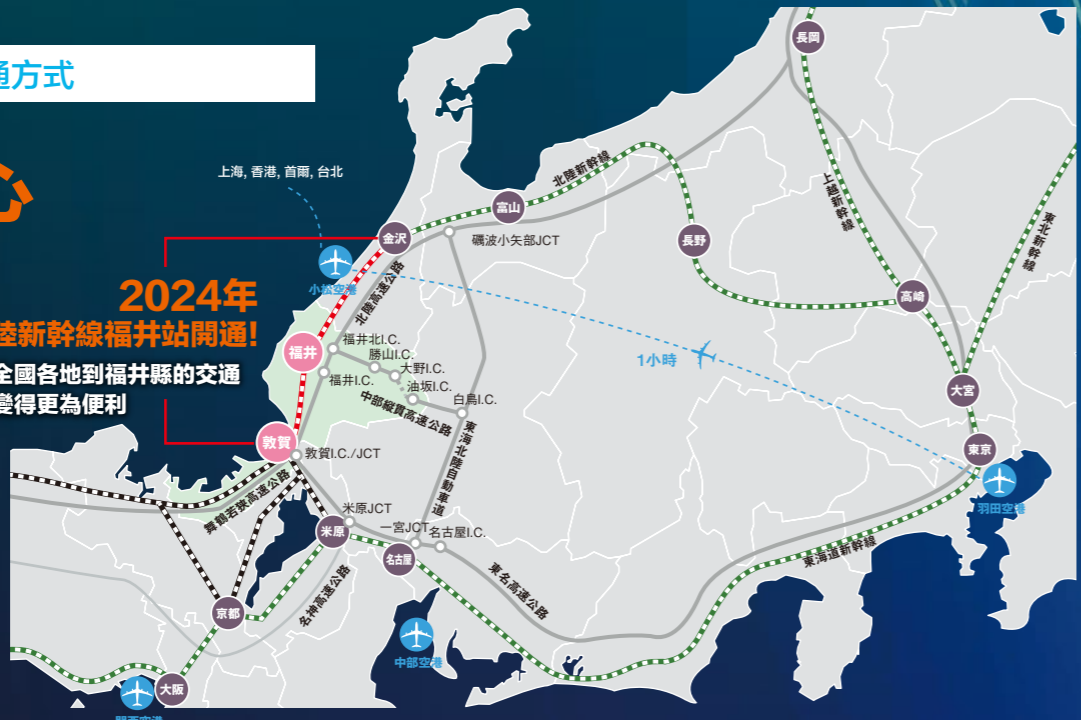 通方式
心
上海, 香港, 首爾, 台北
2024年
陸新幹線福井站開通!
全國各地到福井縣的交通
變得更為便利
長岡
北陸新幹線
上越新幹線
東北新幹線
富山
金沢
礪波小矢部JCT
長野
小松空港
北陸高速公路
高崎
福井
福井北I.C.
勝山I.C.
大野I.C.
福井I.C.
油坂I.C.
白鳥I.C.
中部縦貫高速公路
1小時
大宮
東海北陸自動車道
敦賀
敦賀I.C./JCT
東京
羽田空港
舞鶴若狭高速公路
米原JCT
米原
一宮JCT
名古屋I.C.
名古屋
東名高速公路
東海道新幹線
名神高速公路
京都
中部空港
大阪
関西空港